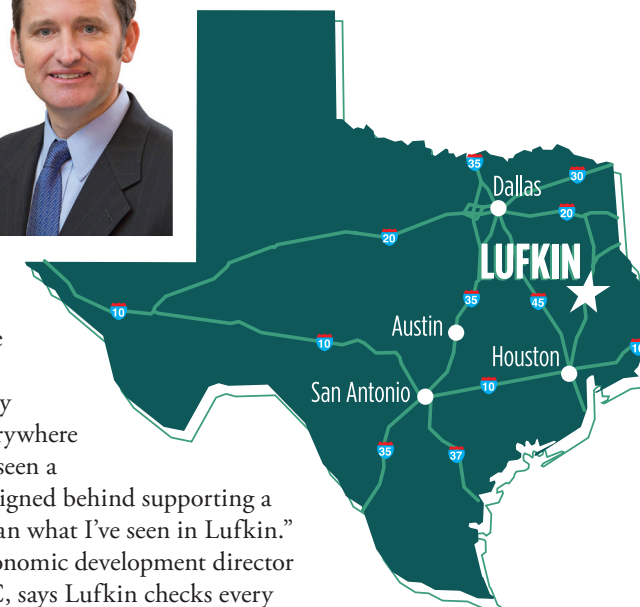 35
30
Dallas
20
20
LUFKIN
10
35
45
Austin
10
Houston
10
San Antonio
10
35
37
seen a
igned behind supporting a
an what I've seen in Lufkin.”
onomic development director
says Lufkin checks every